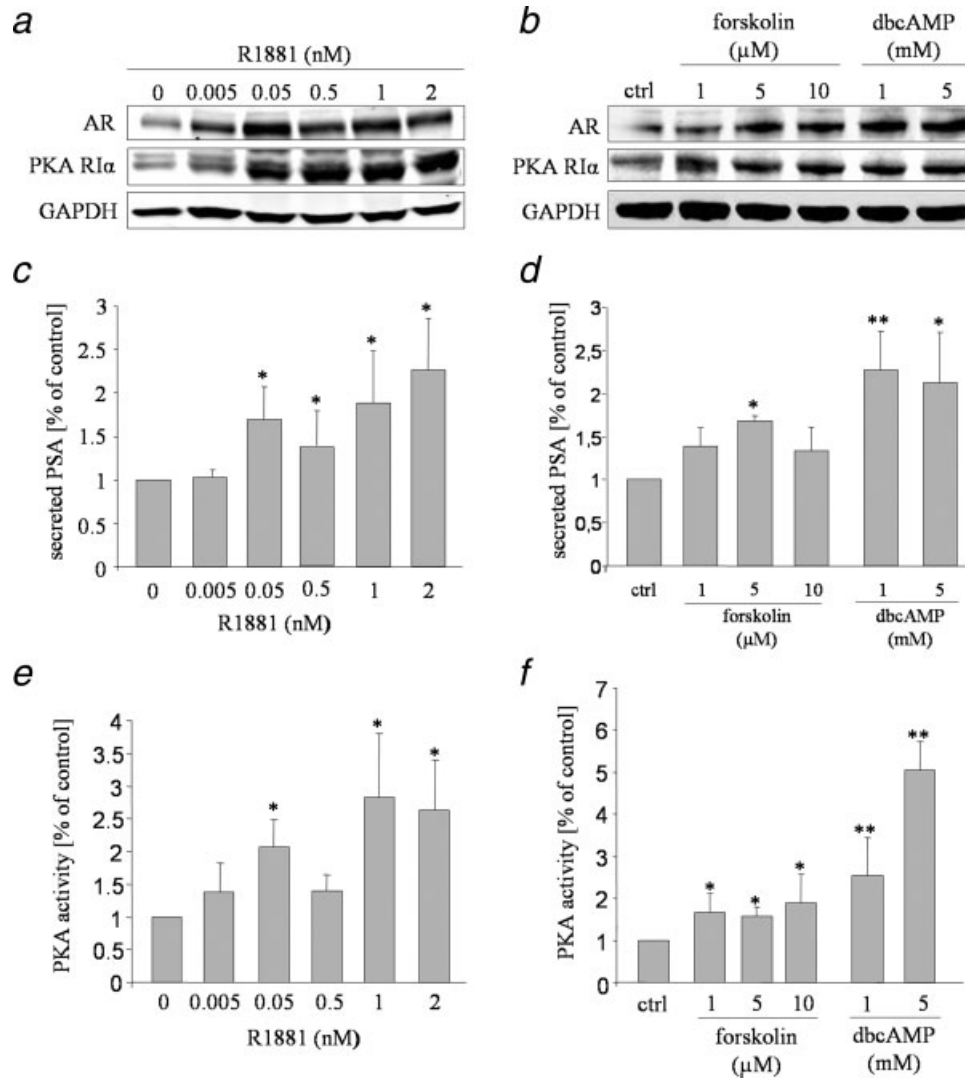 a
R1881 (nM)
0 0.005 0.05 0.5 1 2
AR
PKA RIα
GAPDH
b
forskolin dbcAMP
(µM) (mM)
ctrl 1 5 10 1 5
AR
PKA RIα
GAPDH
c
secreted PSA [% of control]
3
2.5
2
1.5
1
0.5
0
* * * *
0 0.005 0.05 0.5 1 2
R1881 (nM)
d
secreted PSA [% of control]
3
2.5
2
1,5
1
0,5
0
* ** *
ctrl 1 5 10 1 5
forskolin dbcAMP
(µM) (mM)
e
PKA activity [% of control]
4
3.5
3
2.5
2
1.5
1
0.5
0
* * *
0 0.005 0.05 0.5 1 2
R1881 (nM)
f
PKA activity [% of control]
7
6
5
4
3
2
1
0
* * * ** **
ctrl 1 5 10 1 5
forskolin dbcAMP
(µM) (mM)